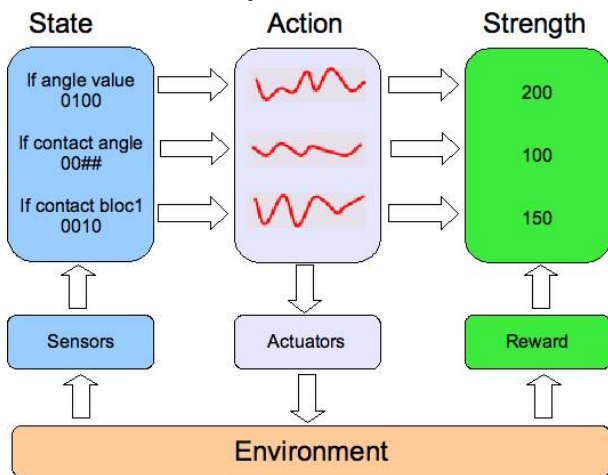 State
Action
Strength
If angle value
0100
If contact angle
00##
If contact bloc1
0010
200
100
150
Sensors
Actuators
Reward
Environment